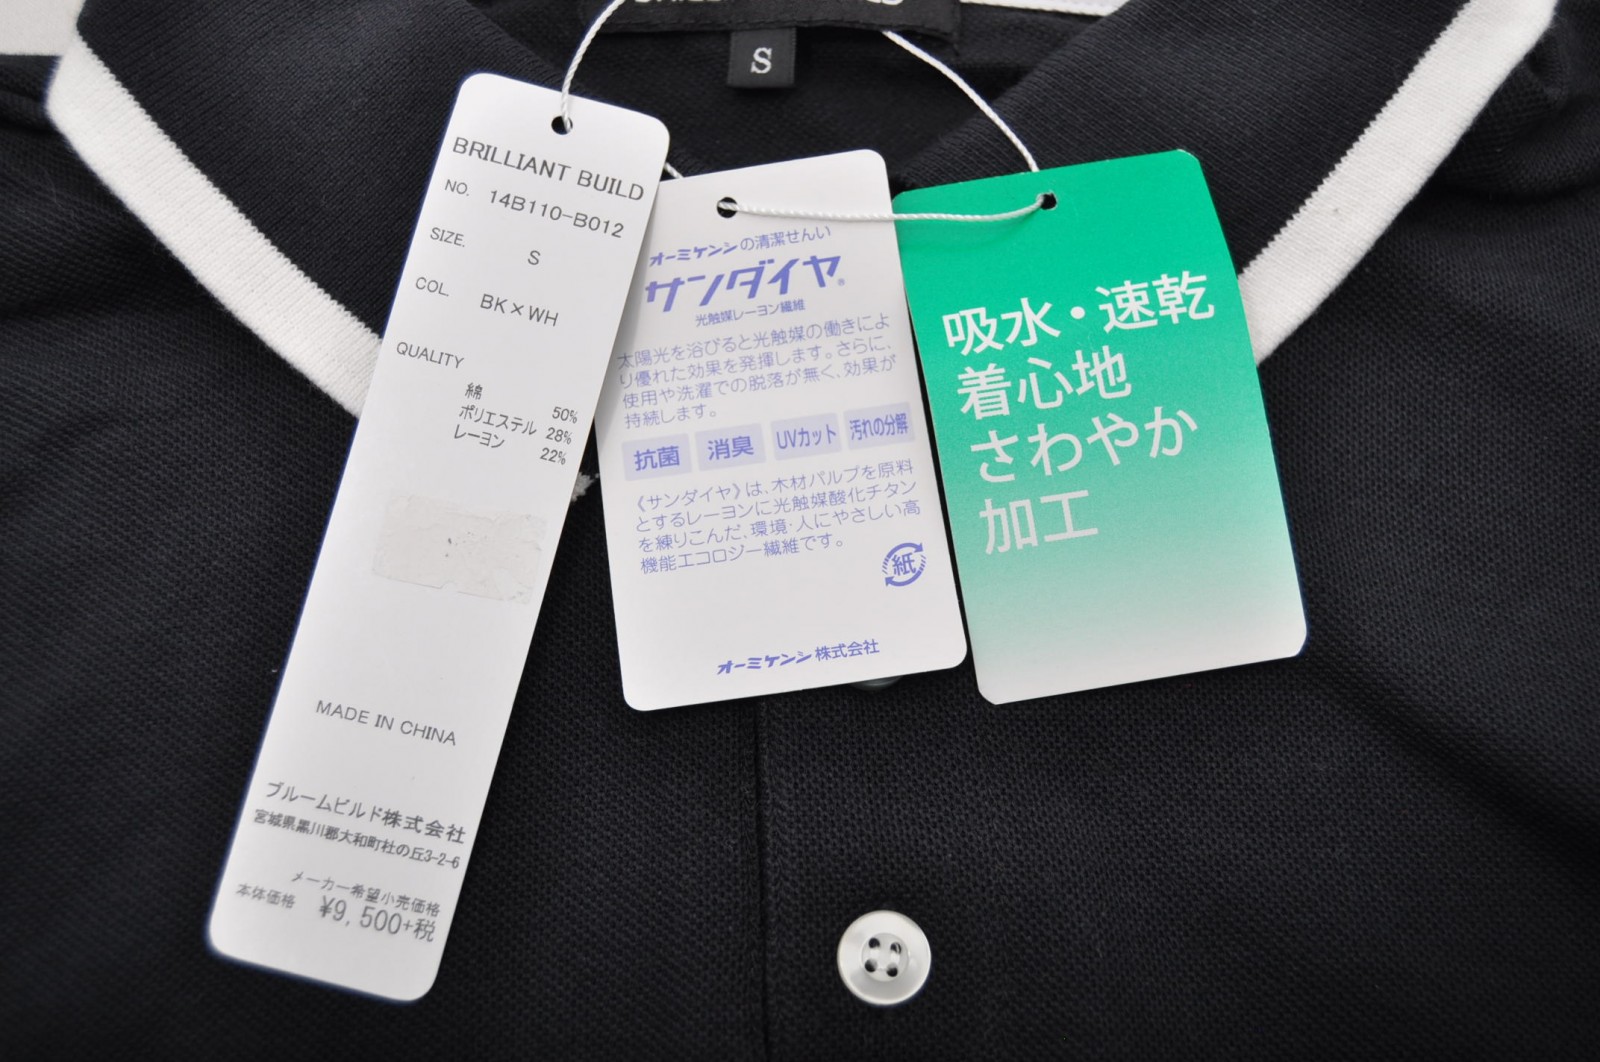 S
BRILLIANT BUILD
NO. 14B110-B012
SIZE. S
COL. BK×WH
QUALITY
綿 50%
ポリエステル 28%
レーヨン 22%
MADE IN CHINA
ブルームビルド株式会社
宮城県黒川郡大和町杜の丘3-2-6
メーカー希望小売価格
本体価格 ¥9,500+税
オーミケンシの清潔せんい
サンダイヤ®
光触媒レーヨン繊維
太陽光を浴びると光触媒の働きによ
り優れた効果を発揮します。さらに、
使用や洗濯での脱落が無く、効果が
持続します。
抗菌 消臭 UVカット 汚れの分解
《サンダイヤ》は、木材パルプを原料
とするレーヨンに光触媒酸化チタン
を練りこんだ、環境・人にやさしい高
機能エコロジー繊維です。
紙
オーミケンシ株式会社
吸水・速乾
着心地
さわやか
加工